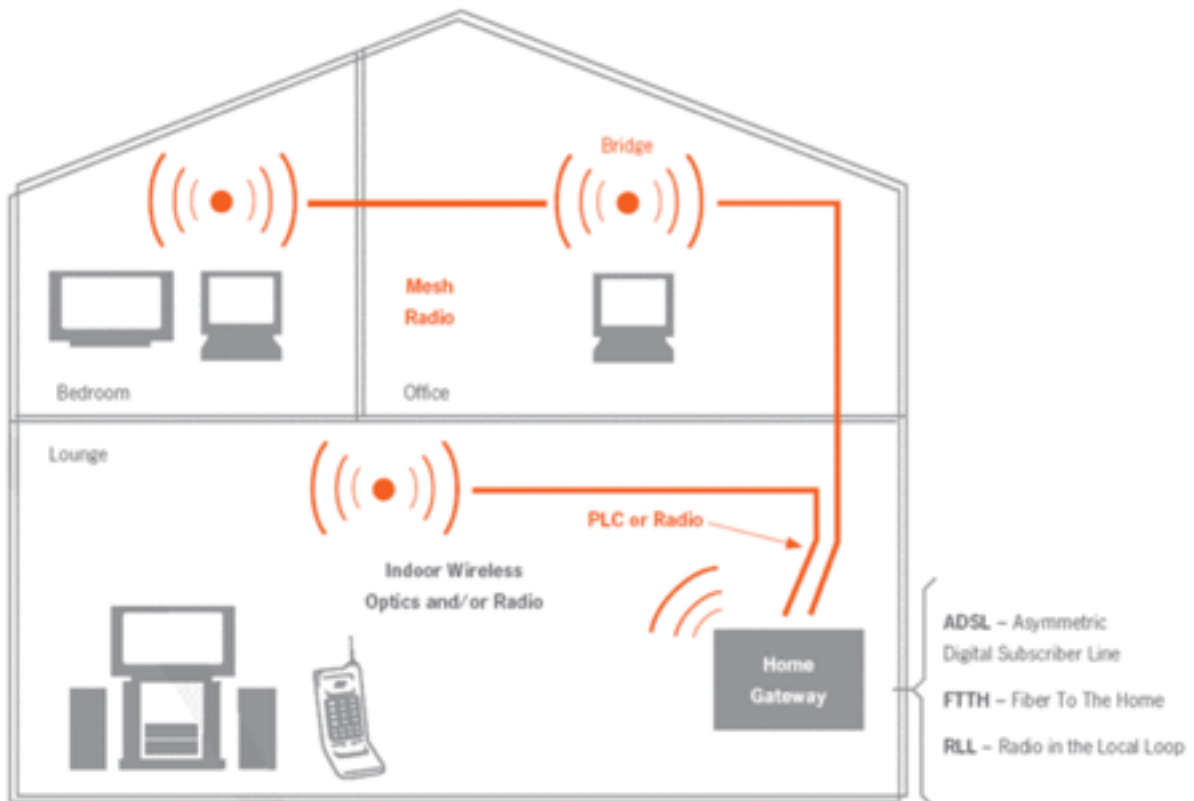 Bridge
Mesh
Radio
Bedroom
Office
Lounge
PLC or Radio
Indoor Wireless
Optics and/or Radio
Home
Gateway
ADSL – Asymmetric
Digital Subscriber Line
FTTH – Fiber To The Home
RLL – Radio in the Local Loop